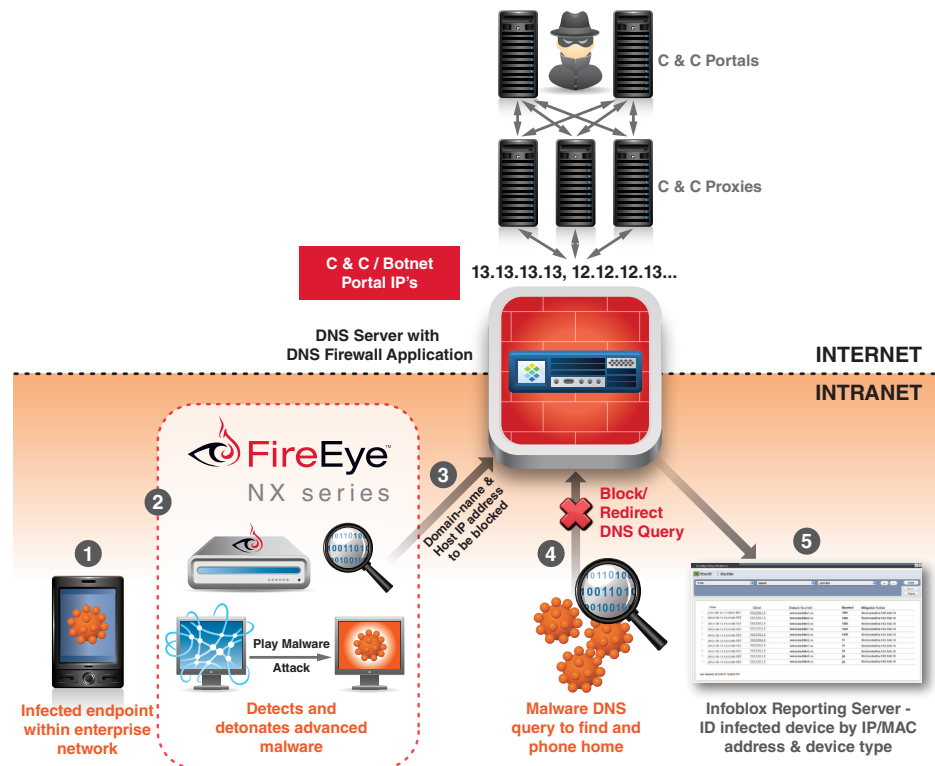 C & C Portals
C & C Proxies
C & C / Botnet
Portal IP's
13.13.13.13, 12.12.12.13...
DNS Server with
DNS Firewall Application
INTERNET
INTRANET
FireEye™
NX series
1
2
3
4
5
Domain-name &
Host IP address
to be blocked
Block/
Redirect
DNS Query
Play Malware
Attack
Infected endpoint
within enterprise
network
Detects and
detonates advanced
malware
Malware DNS
query to find and
phone home
Infoblox Reporting Server -
ID infected device by IP/MAC
address & device type